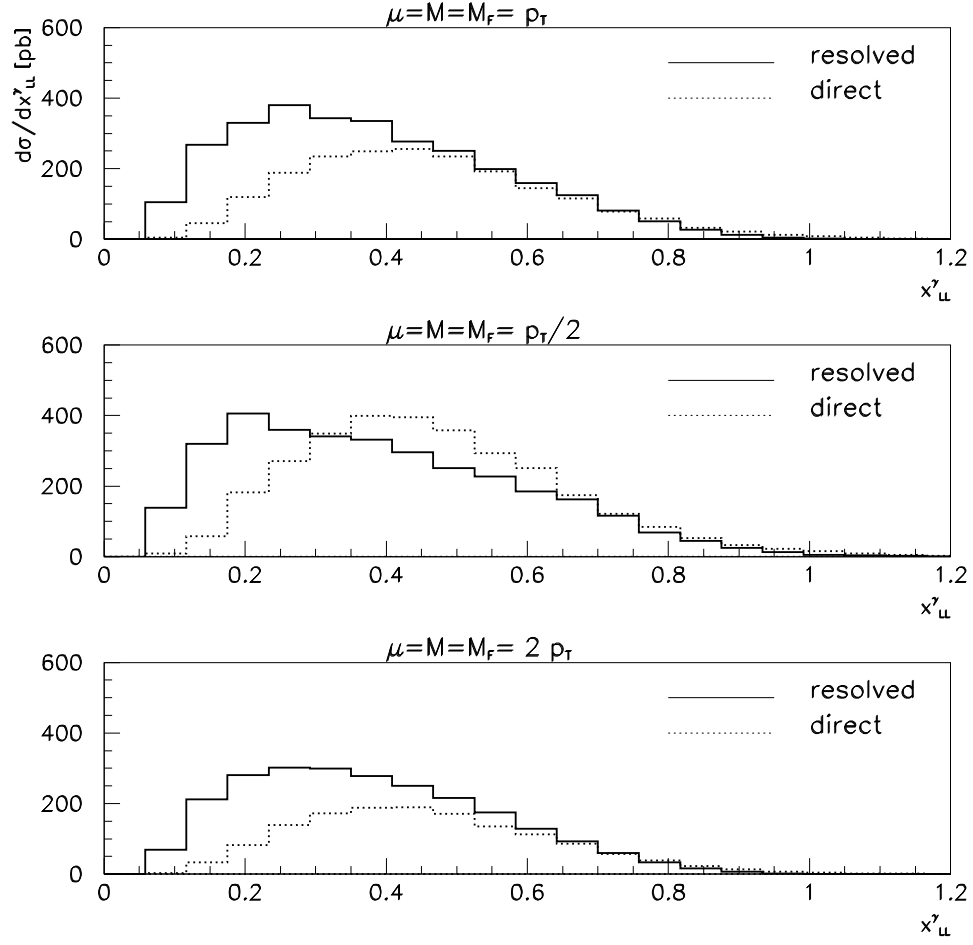 μ=M=M_F= p_T
dσ/dx^γ_LL [pb]
600
400
200
0
resolved
direct
0 0.2 0.4 0.6 0.8 1 1.2
x^γ_LL
μ=M=M_F= p_T/2
600
400
200
0
resolved
direct
0 0.2 0.4 0.6 0.8 1 1.2
x^γ_LL
μ=M=M_F= 2 p_T
600
400
200
0
resolved
direct
0 0.2 0.4 0.6 0.8 1 1.2
x^γ_LL